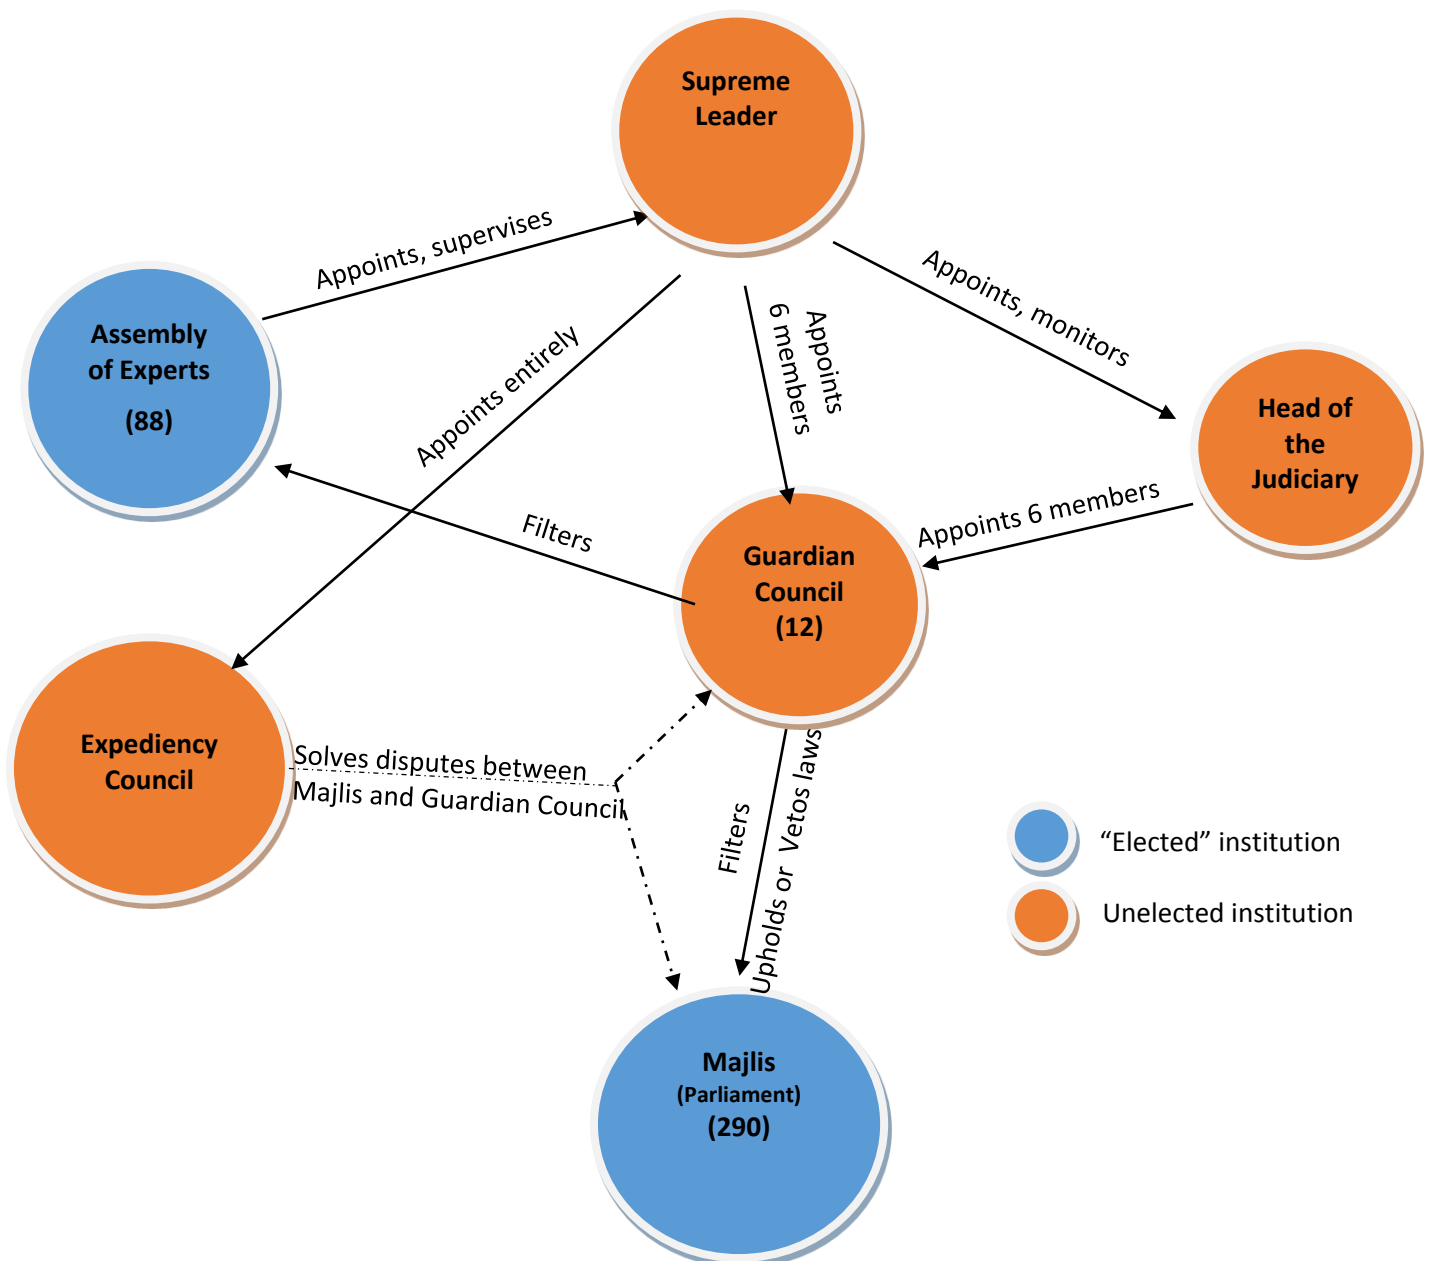 Supreme
Leader
Appoints, supervises
Appoints, monitors
Appoints
6 members
Appoints entirely
Assembly
of Experts
(88)
Head of
the
Judiciary
Appoints 6 members
Filters
Guardian
Council
(12)
Expediency
Council
Solves disputes between
Majlis and Guardian Council
Filters
Upholds or Vetos laws
“Elected” institution
Unelected institution
Majlis
(Parliament)
(290)